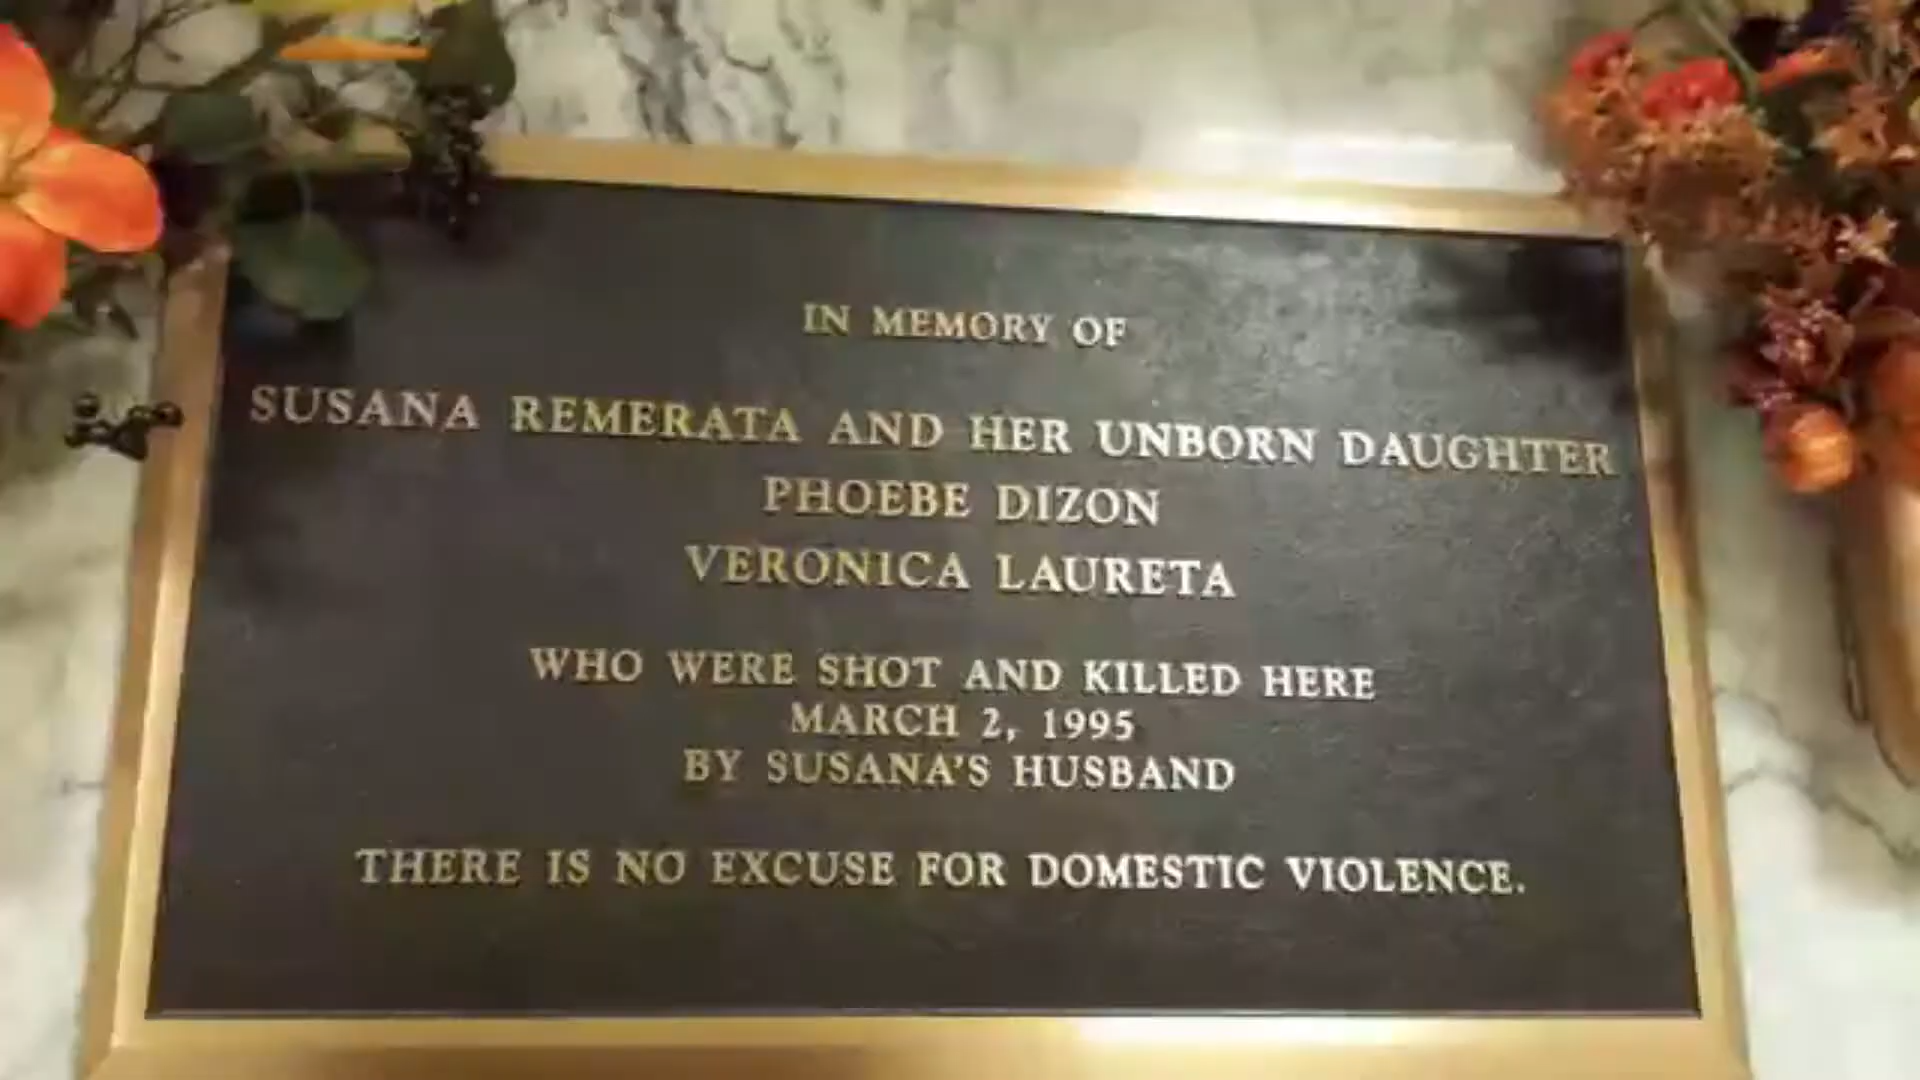 IN MEMORY OF
SUSANA REMERATA AND HER UNBORN DAUGHTER
PHOEBE DIZON
VERONICA LAURETA
WHO WERE SHOT AND KILLED HERE
MARCH 2, 1995
BY SUSANA'S HUSBAND
THERE IS NO EXCUSE FOR DOMESTIC VIOLENCE.